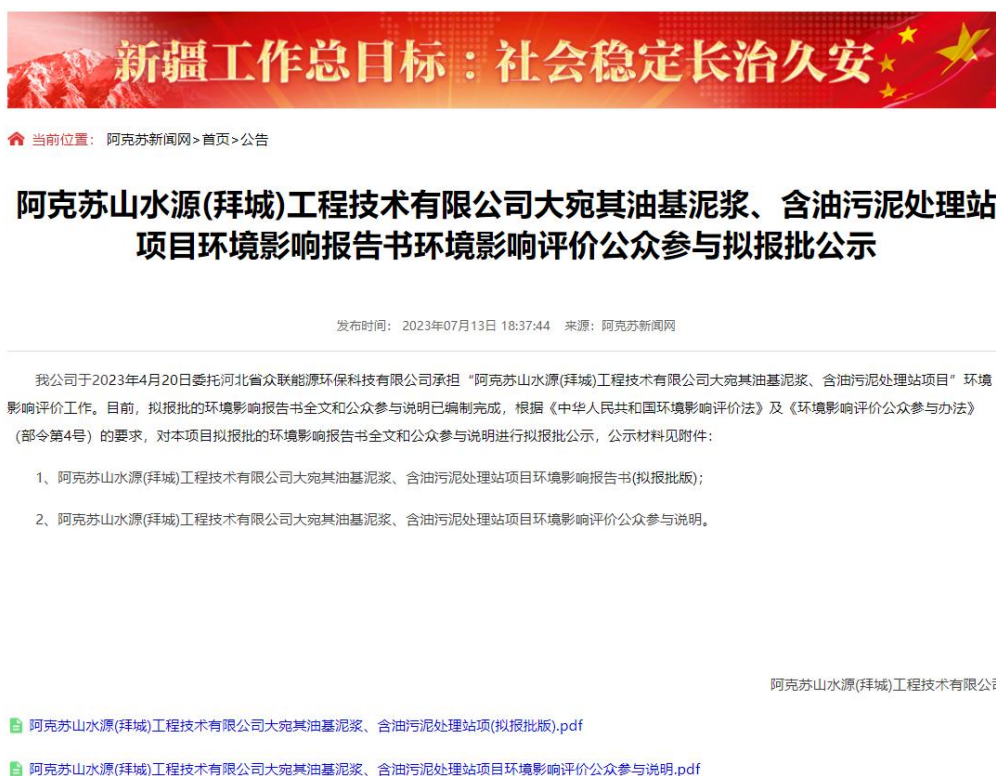 新疆工作总目标：社会稳定长治久安
当前位置： 阿克苏新闻网>首页>公告
阿克苏山水源(拜城)工程技术有限公司大宛其油基泥浆、含油污泥处理站
项目环境影响报告书环境影响评价公众参与拟报批公示
发布时间： 2023年07月13日 18:37:44 来源：阿克苏新闻网
我公司于2023年4月20日委托河北省众联能源环保科技有限公司承担“阿克苏山水源(拜城)工程技术有限公司大宛其油基泥浆、含油污泥处理站项目”环境
影响评价工作。目前，拟报批的环境影响报告书全文和公众参与说明已编制完成，根据《中华人民共和国环境影响评价法》及《环境影响评价公众参与办法》
（部令第4号）的要求，对本项目拟报批的环境影响报告书全文和公众参与说明进行拟报批公示，公示材料见附件：
1、阿克苏山水源(拜城)工程技术有限公司大宛其油基泥浆、含油污泥处理站项目环境影响报告书(拟报批版)；
2、阿克苏山水源(拜城)工程技术有限公司大宛其油基泥浆、含油污泥处理站项目环境影响评价公众参与说明。
阿克苏山水源(拜城)工程技术有限公司
阿克苏山水源(拜城)工程技术有限公司大宛其油基泥浆、含油污泥处理站项(拟报批版).pdf
阿克苏山水源(拜城)工程技术有限公司大宛其油基泥浆、含油污泥处理站项目环境影响评价公众参与说明.pdf